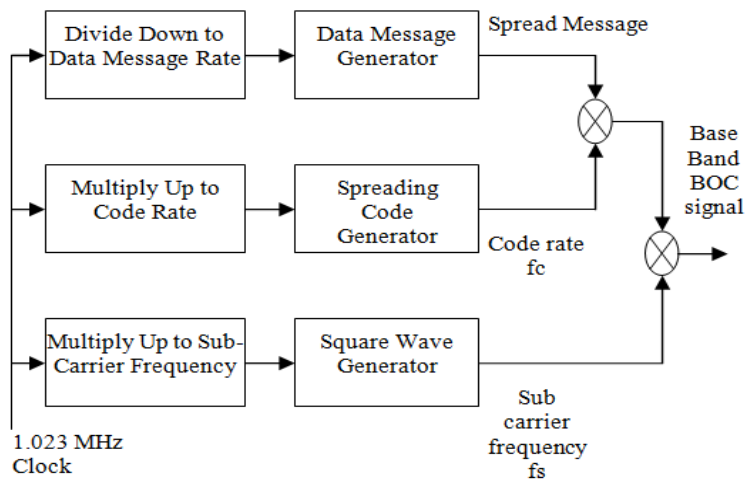 Divide Down to
Data Message Rate
Data Message
Generator
Spread Message
Multiply Up to
Code Rate
Spreading
Code
Generator
Code rate
fc
Base
Band
BOC
signal
Multiply Up to Sub-
Carrier Frequency
Square Wave
Generator
Sub
carrier
frequency
fs
1.023 MHz
Clock